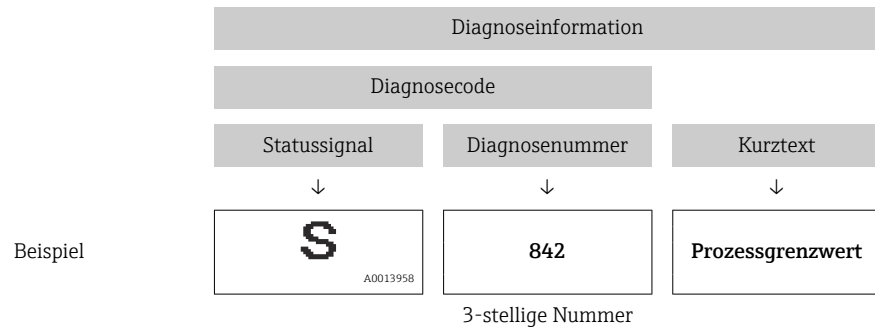 Diagnoseinformation
Diagnosecode
Statussignal Diagnosenummer Kurztext
↓ ↓ ↓
Beispiel S 842 Prozessgrenzwert
A0013958
3-stellige Nummer